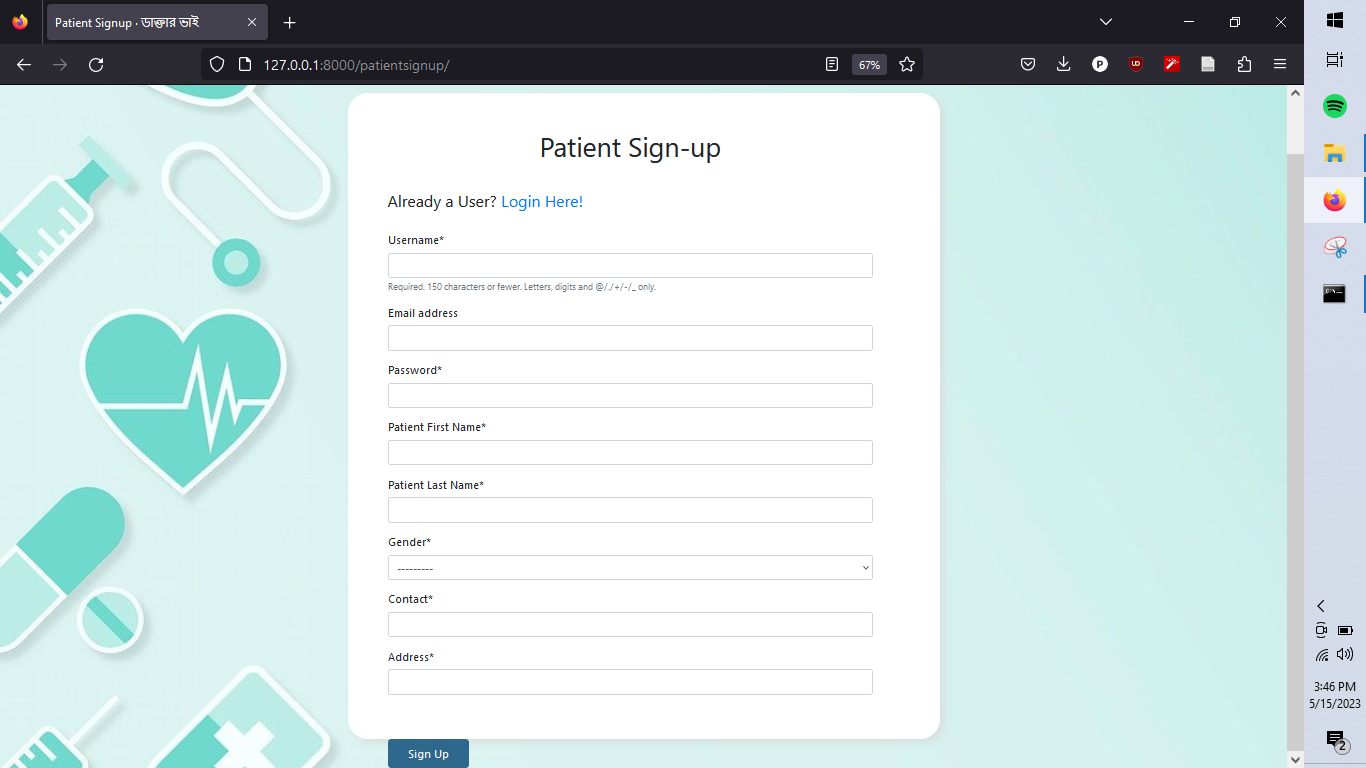 Patient Signup · ডাক্তার ভাই
127.0.0.1:8000/patientsignup/
67%
Patient Sign-up
Already a User? Login Here!
Username*
Required. 150 characters or fewer. Letters, digits and @/./+/-/_ only.
Email address
Password*
Patient First Name*
Patient Last Name*
Gender*
---------
Contact*
Address*
Sign Up
3:46 PM
5/15/2023
2